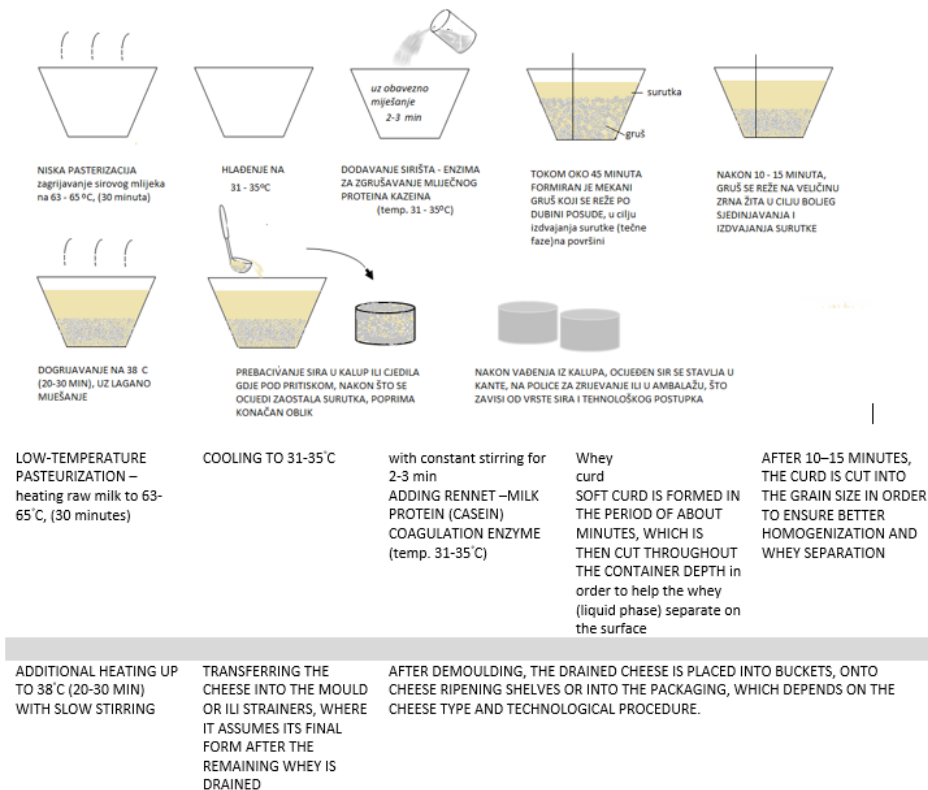 uz obavezno
miješanje
2-3 min
surutka
gruš
NISKA PASTERIZACIJA
zagrijavanje sirovog mlijeka
na 63 - 65 ºC, (30 minuta)
HLAĐENJE NA
31 - 35ºC
DODAVANJE SIRIŠTA - ENZIMA
ZA ZGRUŠAVANJE MLIJEČNOG
PROTEINA KAZEINA
(temp. 31 - 35ºC)
TOKOM OKO 45 MINUTA
FORMIRAN JE MEKANI
GRUŠ KOJI SE REŽE PO
DUBINI POSUDE, u cilju
izdvajanja surutke (tečne
faze)na površini
NAKON 10 - 15 MINUTA,
GRUŠ SE REŽE NA VELIČINU
ZRNA ŽITA U CILJU BOLJEG
SJEDINJAVANJA I
IZDVAJANJA SURUTKE
DOGRIJAVANJE NA 38 C
(20-30 MIN), UZ LAGANO
MIJEŠANJE
PREBACIVANJE SIRA U KALUP ILI CJEDILA
GDJE POD PRITISKOM, NAKON ŠTO SE
OCIJEDI ZAOSTALA SURUTKA, POPRIMA
KONAČAN OBLIK
NAKON VAĐENJA IZ KALUPA, OCIJEĐEN SIR SE STAVLJA U
KANTE, NA POLICE ZA ZRIJEVANJE ILI U AMBALAŽU, ŠTO
ZAVISI OD VRSTE SIRA I TEHNOLOŠKOG POSTUPKA
LOW-TEMPERATURE
PASTEURIZATION –
heating raw milk to 63-
65°C, (30 minutes)
COOLING TO 31-35°C
with constant stirring for
2-3 min
ADDING RENNET –MILK
PROTEIN (CASEIN)
COAGULATION ENZYME
(temp. 31-35°C)
Whey
curd
SOFT CURD IS FORMED IN
THE PERIOD OF ABOUT
MINUTES, WHICH IS
THEN CUT THROUGHOUT
THE CONTAINER DEPTH in
order to help the whey
(liquid phase) separate on
the surface
AFTER 10–15 MINUTES,
THE CURD IS CUT INTO
THE GRAIN SIZE IN ORDER
TO ENSURE BETTER
HOMOGENIZATION AND
WHEY SEPARATION
ADDITIONAL HEATING UP
TO 38°C (20-30 MIN)
WITH SLOW STIRRING
TRANSFERRING THE
CHEESE INTO THE MOULD
OR ILI STRAINERS, WHERE
IT ASSUMES ITS FINAL
FORM AFTER THE
REMAINING WHEY IS
DRAINED
AFTER DEMOULDING, THE DRAINED CHEESE IS PLACED INTO BUCKETS, ONTO
CHEESE RIPENING SHELVES OR INTO THE PACKAGING, WHICH DEPENDS ON THE
CHEESE TYPE AND TECHNOLOGICAL PROCEDURE.